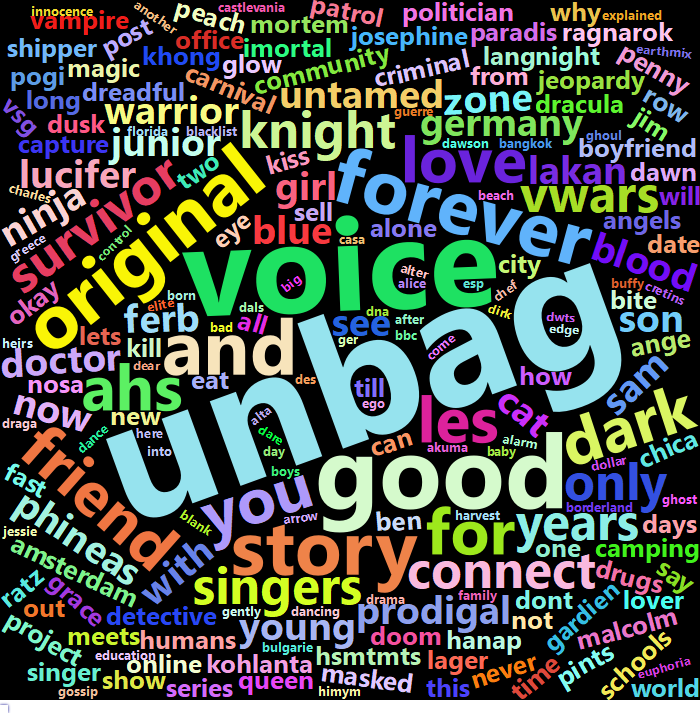 innocence
vampire
another
castlevania
peach
patrol
politician
why
explained
shipper
post
office
mortem
josephine
paradis
ragnarok
pogi
magic
khong
imortal
glow
community
criminal
langnight
earthmix
penny
vsg
long
dreadful
carnival
untamed
from
jeopardy
row
dusk
warrior
guerre
zone
dracula
jim
capture
florida
blacklist
junior
knight
germany
dawson
bangkok
ghoul
boyfriend
lucifer
two
kiss
love
lakan
dawn
charles
ninja
survivor
original
girl
forever
beach
vwars
will
greece
control
eye
sell
blue
casa
alone
angels
okay
voice
city
blood
date
elite
born
big
alter
alice
esp
chef
buffy
cretins
bite
heirs
lets
ferb
dals
bad
all
see
dna
after
bbc
dirk
dwts
edge
son
ange
doctor
kill
dear
and
ger
come
unbag
nosa
ahs
eat
des
till
ego
how
sam
now
new
here
into
alta
dare
day
les
cat
dark
draga
dance
boys
can
akuma
alarm
baby
dollar
chica
friend
fast
you
good
only
ghost
borderland
jessie
phineas
blank
arrow
ben
harvest
for
years
days
amsterdam
with
story
one
camping
ratz
grace
singers
connect
drugs
say
out
detective
gently
dancing
drama
family
prodigal
dont
gardien
lover
project
meets
humans
young
doom
hanap
not
malcolm
education
online
bulgarie
hsmtmts
lager
never
pints
schools
euphoria
singer
show
kohlanta
masked
time
gossip
series
queen
himym
this
world